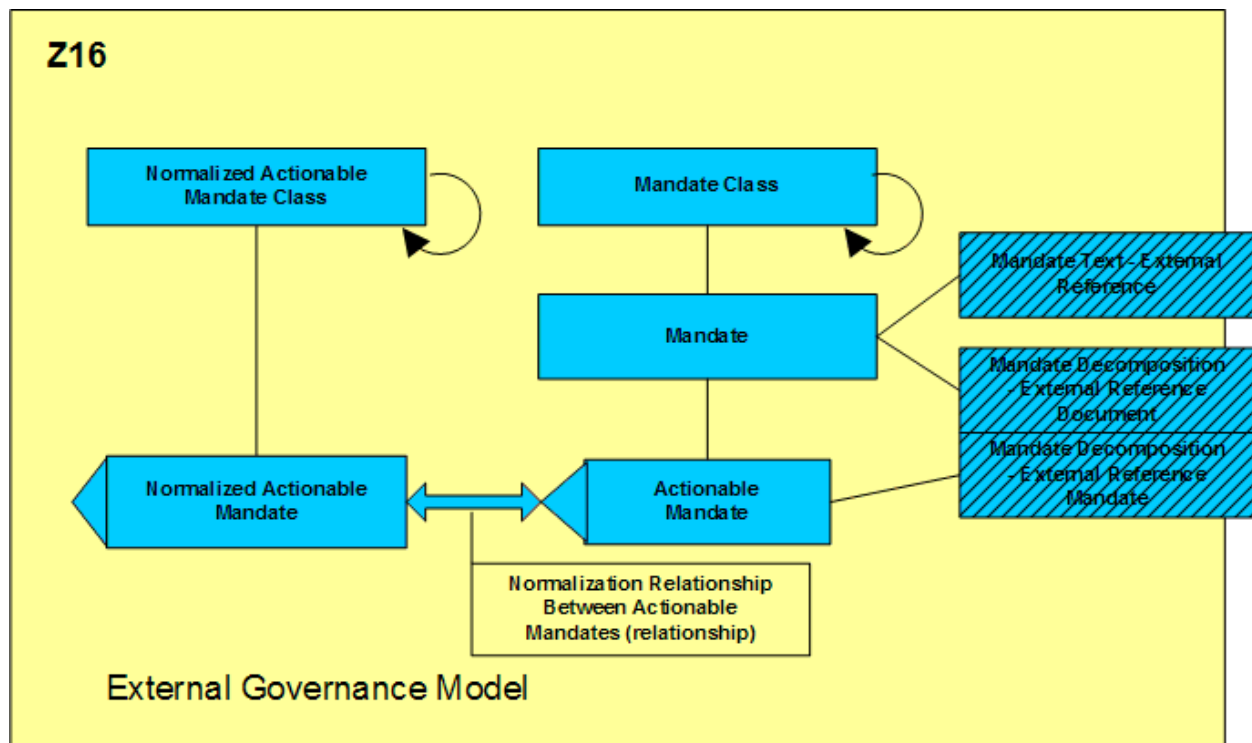 Z16
Normalized Actionable
Mandate Class
Mandate Class
Mandate Text - External
Reference
Mandate
Mandate Decomposition
- External Reference
Document
Mandate Decomposition
- External Reference
Mandate
Normalized Actionable
Mandate
Actionable
Mandate
Normalization Relationship
Between Actionable
Mandates (relationship)
External Governance Model